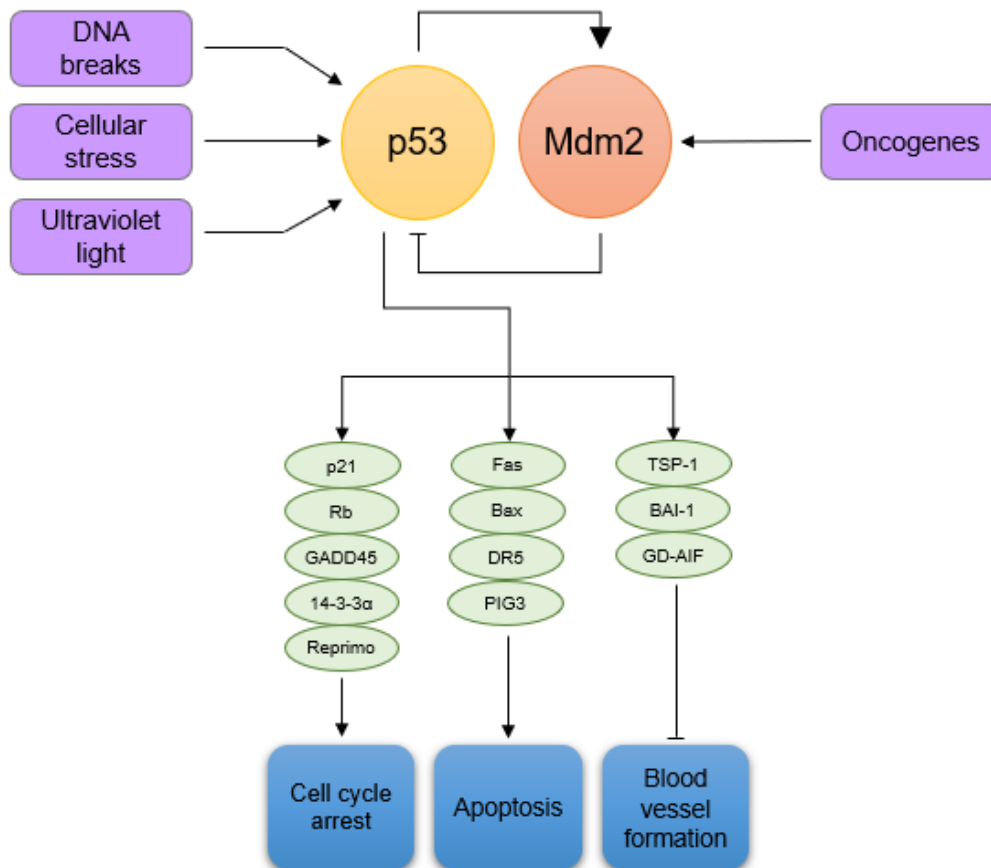 DNA
breaks
Cellular
stress
Ultraviolet
light
p53
Mdm2
Oncogenes
p21
Rb
GADD45
14-3-3α
Reprimo
Fas
Bax
DR5
PIG3
TSP-1
BAI-1
GD-AIF
Cell cycle
arrest
Apoptosis
Blood
vessel
formation